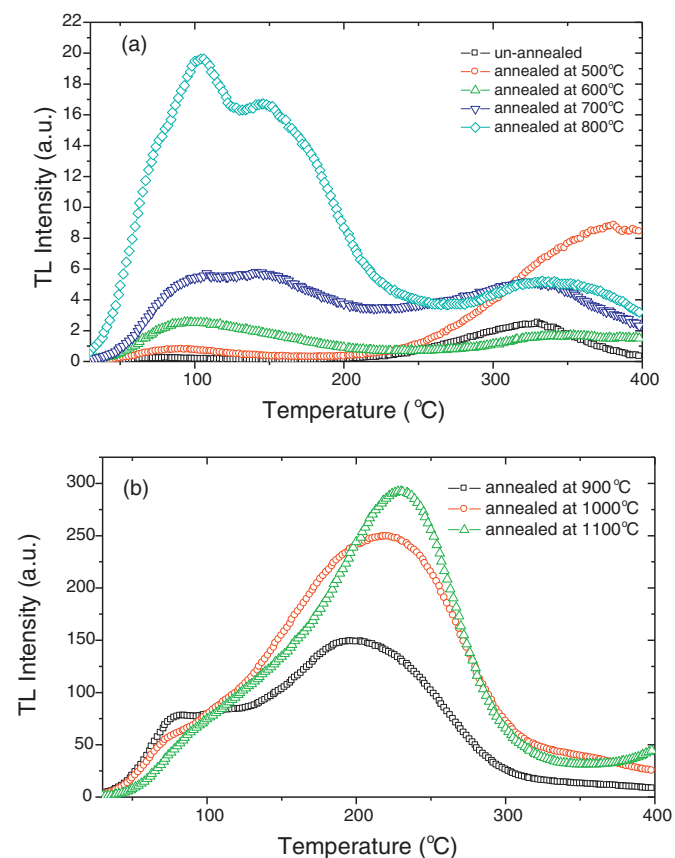 (a)
un-annealed
annealed at 500°C
annealed at 600°C
annealed at 700°C
annealed at 800°C
22
20
18
16
14
12
10
8
6
4
2
0
TL Intensity (a.u.)
100 200 300 400
Temperature (°C)
(b)
annealed at 900°C
annealed at 1000°C
annealed at 1100°C
300
250
200
150
100
50
0
TL Intensity (a.u.)
100 200 300 400
Temperature (°C)